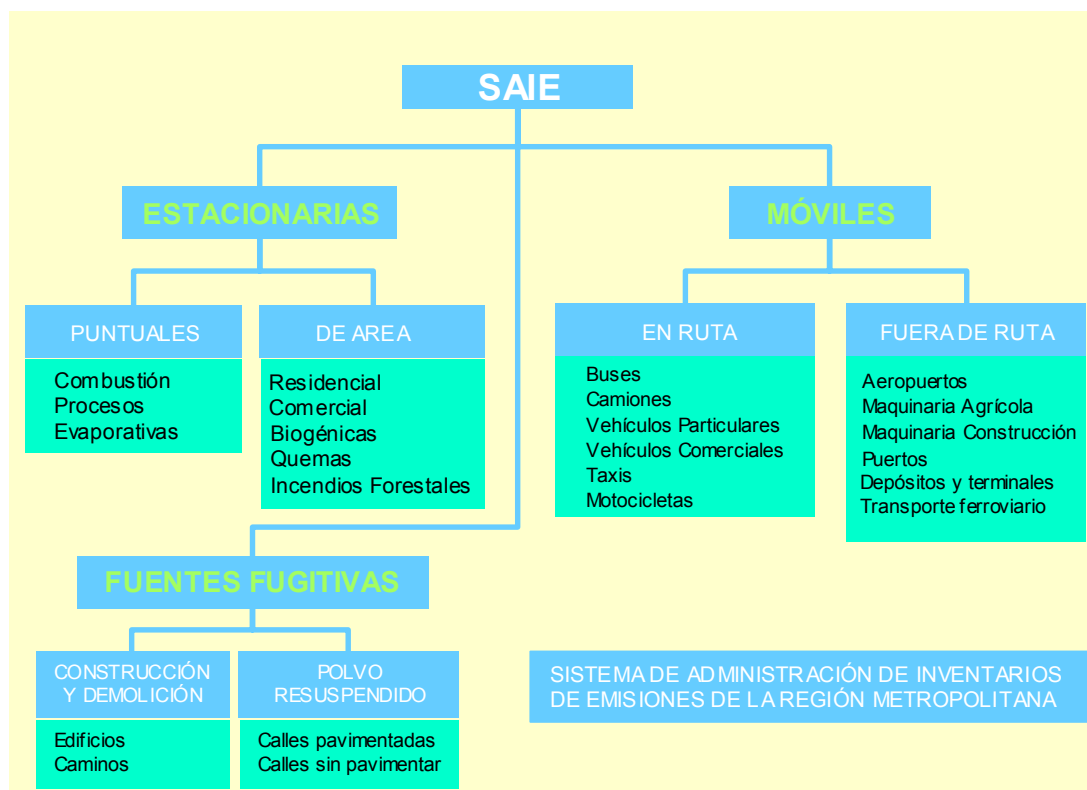 SAIE
ESTACIONARIAS
MÓVILES
PUNTUALES
Combustión
Procesos
Evaporativas
DE AREA
Residencial
Comercial
Biogénicas
Quemas
Incendios Forestales
EN RUTA
Buses
Camiones
Vehículos Particulares
Vehículos Comerciales
Taxis
Motocicletas
FUERA DE RUTA
Aeropuertos
Maquinaria Agrícola
Maquinaria Construcción
Puertos
Depósitos y terminales
Transporte ferroviario
FUENTES FUGITIVAS
CONSTRUCCIÓN
Y DEMOLICIÓN
Edificios
Caminos
POLVO
RESUSPENDIDO
Calles pavimentadas
Calles sin pavimentar
SISTEMA DE ADMINISTRACIÓN DE INVENTARIOS
DE EMISIONES DE LA REGIÓN METROPOLITANA